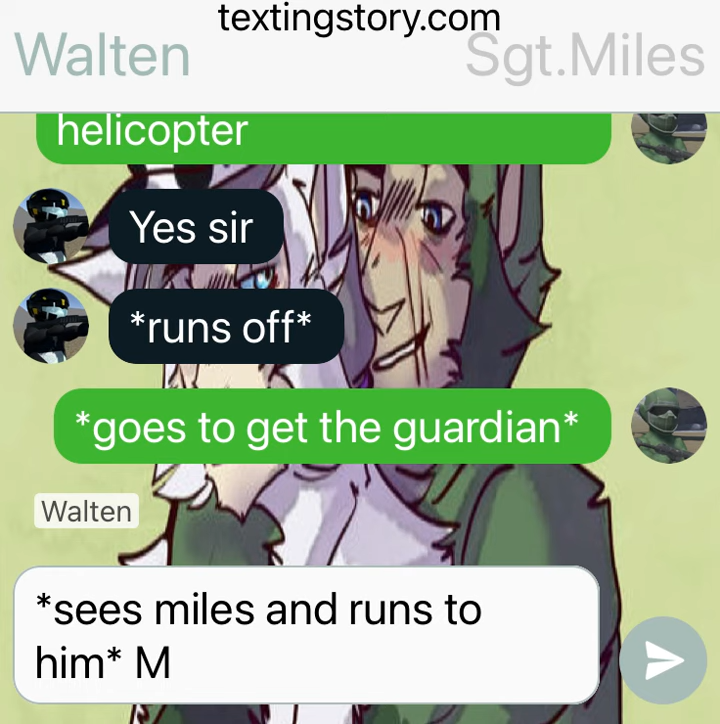 textingstory.com
Walten
Sgt.Miles
helicopter
Yes sir
*runs off*
*goes to get the guardian*
Walten
*sees miles and runs to
him* M